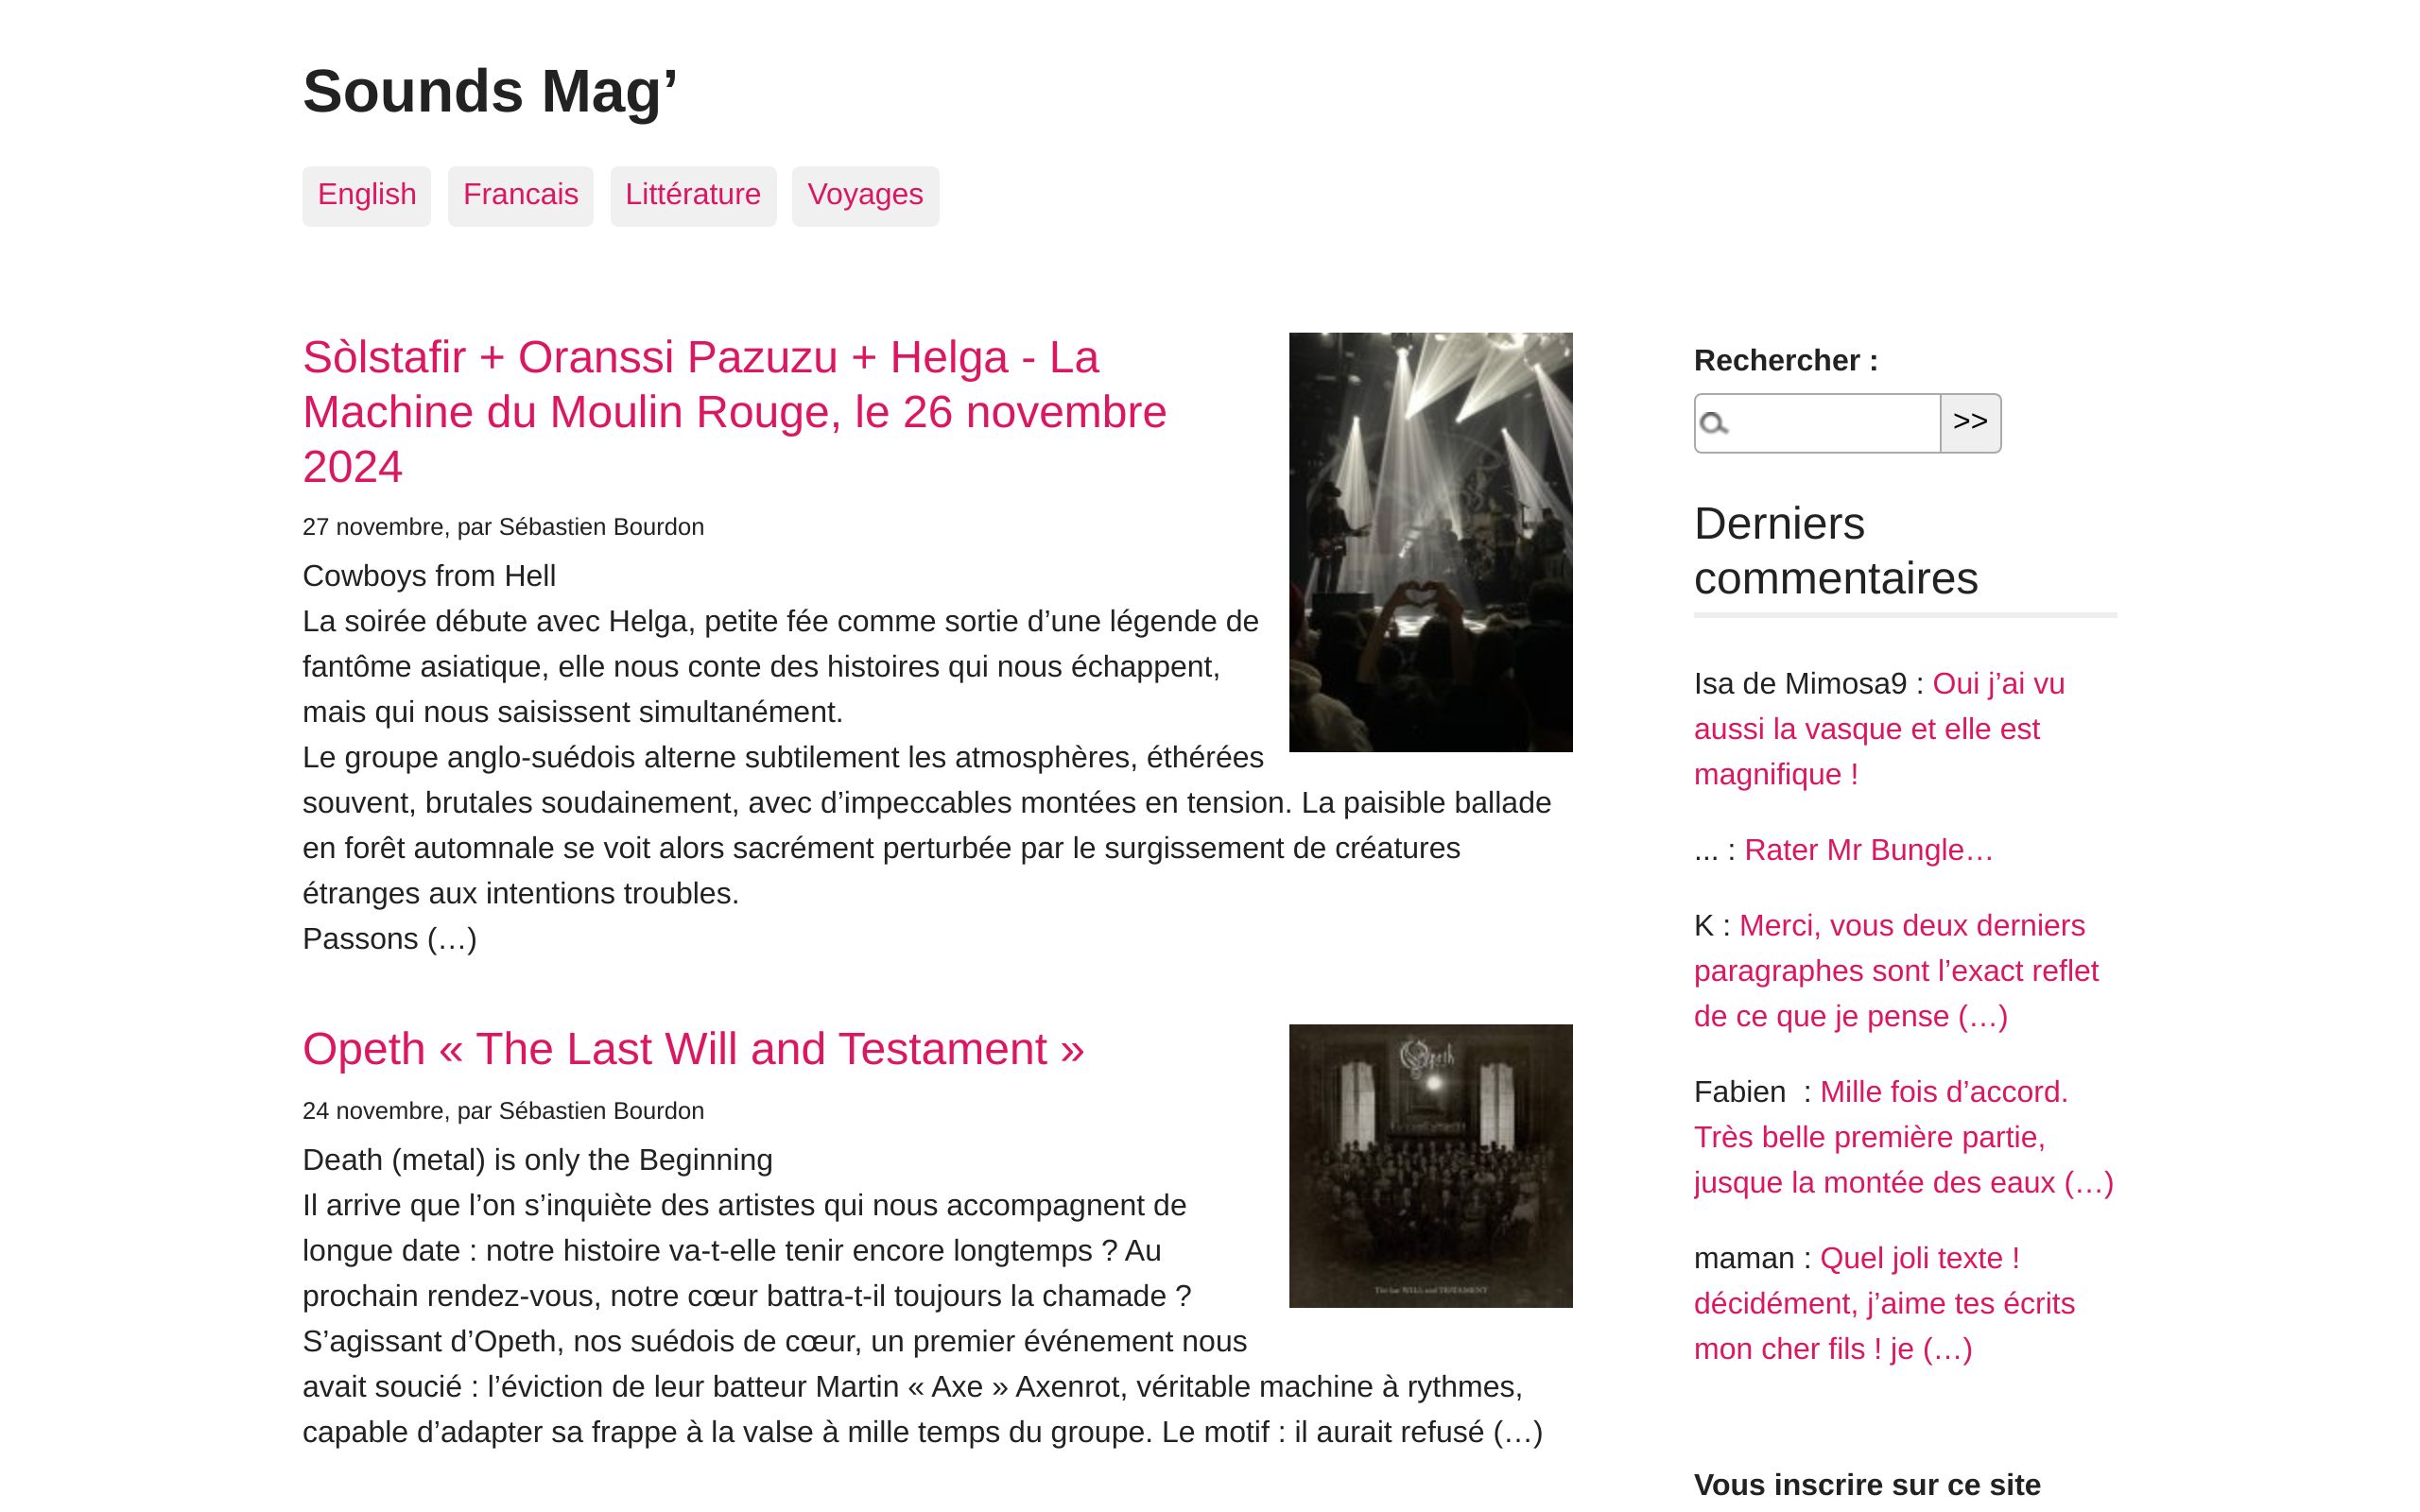 Sounds Mag’
English
Francais
Littérature
Voyages
Sòlstafir + Oranssi Pazuzu + Helga - La
Machine du Moulin Rouge, le 26 novembre
2024
27 novembre, par Sébastien Bourdon
Cowboys from Hell
La soirée débute avec Helga, petite fée comme sortie d’une légende de
fantôme asiatique, elle nous conte des histoires qui nous échappent,
mais qui nous saisissent simultanément.
Le groupe anglo-suédois alterne subtilement les atmosphères, éthérées
souvent, brutales soudainement, avec d’impeccables montées en tension. La paisible ballade
en forêt automnale se voit alors sacrément perturbée par le surgissement de créatures
étranges aux intentions troubles.
Passons (…)
Opeth « The Last Will and Testament »
24 novembre, par Sébastien Bourdon
Death (metal) is only the Beginning
Il arrive que l’on s’inquiète des artistes qui nous accompagnent de
longue date : notre histoire va-t-elle tenir encore longtemps ? Au
prochain rendez-vous, notre cœur battra-t-il toujours la chamade ?
S’agissant d’Opeth, nos suédois de cœur, un premier événement nous
avait soucié : l’éviction de leur batteur Martin « Axe » Axenrot, véritable machine à rythmes,
capable d’adapter sa frappe à la valse à mille temps du groupe. Le motif : il aurait refusé (…)
Opeth
The last WILL and TESTAMENT
Rechercher :
>>
Derniers
commentaires
Isa de Mimosa9 : Oui j’ai vu
aussi la vasque et elle est
magnifique !
... : Rater Mr Bungle…
K : Merci, vous deux derniers
paragraphes sont l’exact reflet
de ce que je pense (…)
Fabien  : Mille fois d’accord.
Très belle première partie,
jusque la montée des eaux (…)
maman : Quel joli texte !
décidément, j’aime tes écrits
mon cher fils ! je (…)
Vous inscrire sur ce site